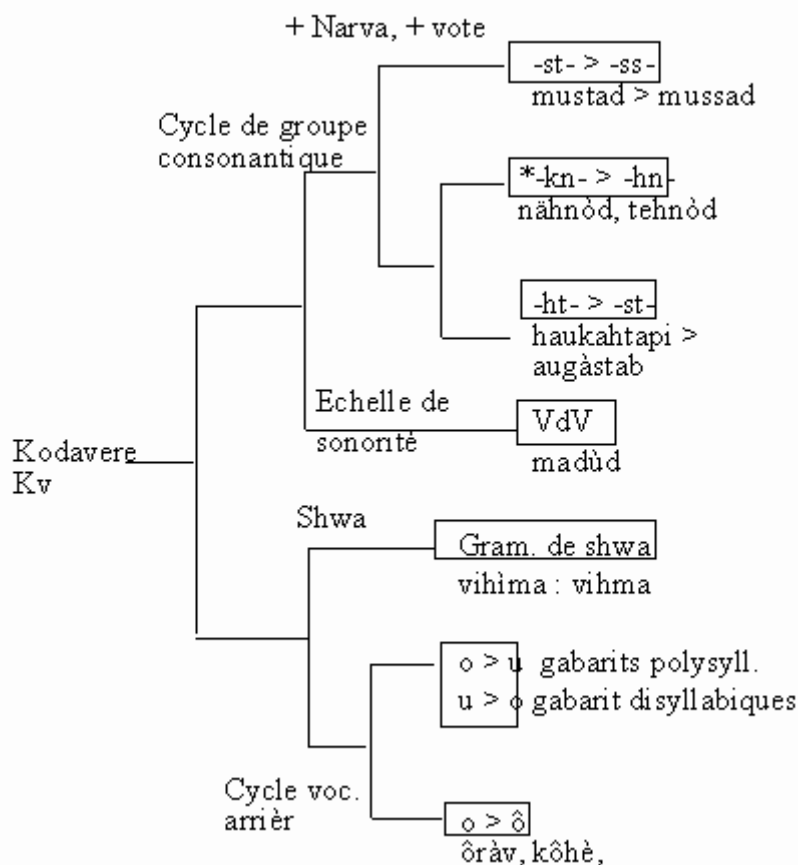 + Narva, + vote
-st- > -ss-
mustad > mussad
Cycle de groupe
consonantique
*-kn- > -hn-
nähnòd, tehnòd
-ht- > -st-
haukahtapi >
augàstab
Echelle de
sonorité
VdV
madùd
Kodavere
Kv
Shwa
Gram. de shwa
vihìma : vihma
o > u gabarits polysyll.
u > o gabarit disyllabiques
Cycle voc.
arrièr
o > ô
ôràv, kôhè,